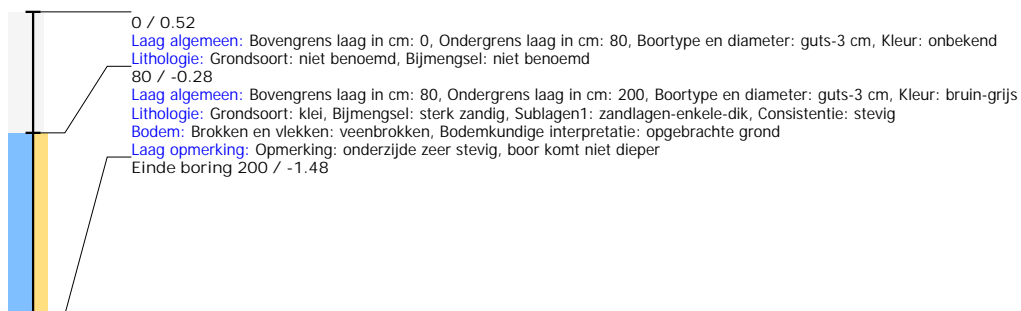 0 / 0.52
Laag algemeen: Bovengrens laag in cm: 0, Ondergrens laag in cm: 80, Boortype en diameter: guts-3 cm, Kleur: onbekend
Lithologie: Grondsoort: niet benoemd, Bijmengsel: niet benoemd
80 / -0.28
Laag algemeen: Bovengrens laag in cm: 80, Ondergrens laag in cm: 200, Boortype en diameter: guts-3 cm, Kleur: bruin-grijs
Lithologie: Grondsoort: klei, Bijmengsel: sterk zandig, Sublagen1: zandlagen-enkele-dik, Consistentie: stevig
Bodem: Brokken en vlekken: veenbrokken, Bodemkundige interpretatie: opgebrachte grond
Laag opmerking: Opmerking: onderzijde zeer stevig, boor komt niet dieper
Einde boring 200 / -1.48